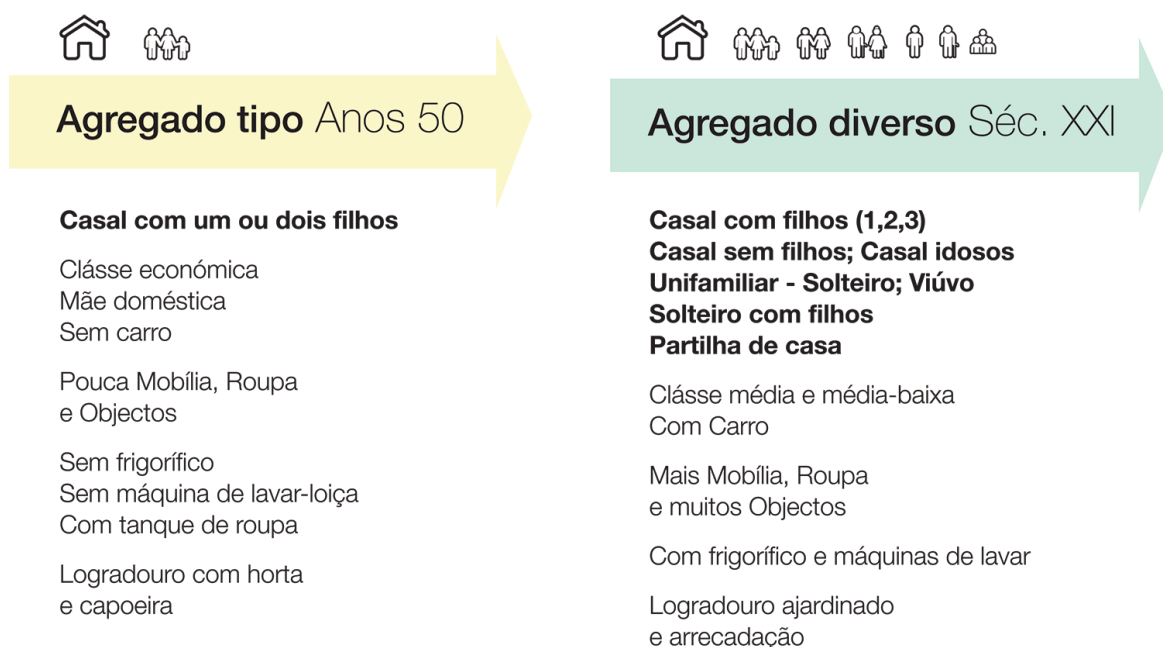 Agregado tipo Anos 50
Casal com um ou dois filhos
Clásse económica
Mãe doméstica
Sem carro
Pouca Mobília, Roupa
e Objectos
Sem frigorífico
Sem máquina de lavar-loiça
Com tanque de roupa
Logradouro com horta
e capoeira
Agregado diverso Séc. XXI
Casal com filhos (1,2,3)
Casal sem filhos; Casal idosos
Unifamiliar - Solteiro; Viúvo
Solteiro com filhos
Partilha de casa
Clásse média e média-baixa
Com Carro
Mais Mobília, Roupa
e muitos Objectos
Com frigorífico e máquinas de lavar
Logradouro ajardinado
e arrecadação